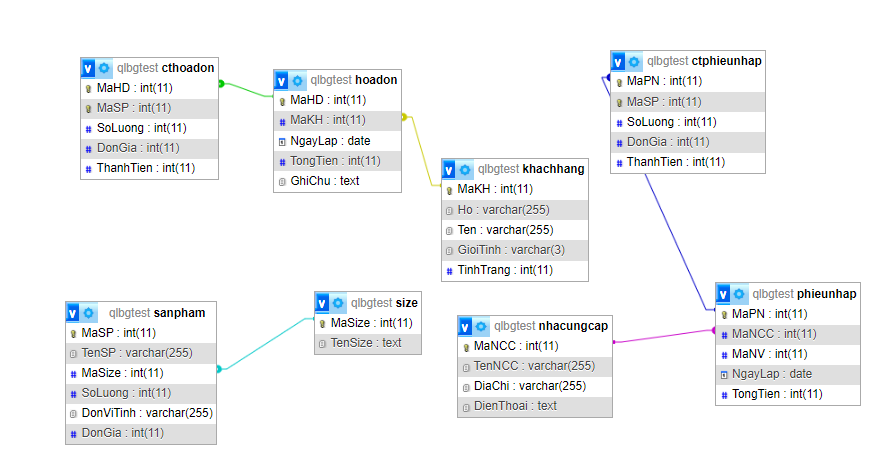 qlbgtest cthoadon
MaHD : int(11)
MaSP : int(11)
SoLuong : int(11)
DonGia : int(11)
ThanhTien : int(11)
qlbgtest hoadon
MaHD : int(11)
MaKH : int(11)
NgayLap : date
TongTien : int(11)
GhiChu : text
qlbgtest khachhang
MaKH : int(11)
Ho : varchar(255)
Ten : varchar(255)
GioiTinh : varchar(3)
TinhTrang : int(11)
qlbgtest ctphieunhap
MaPN : int(11)
MaSP : int(11)
SoLuong : int(11)
DonGia : int(11)
ThanhTien : int(11)
qlbgtest sanpham
MaSP : int(11)
TenSP : varchar(255)
MaSize : int(11)
SoLuong : int(11)
DonViTinh : varchar(255)
DonGia : int(11)
qlbgtest size
MaSize : int(11)
TenSize : text
qlbgtest nhacungcap
MaNCC : int(11)
TenNCC : varchar(255)
DiaChi : varchar(255)
DienThoai : text
qlbgtest phieunhap
MaPN : int(11)
MaNCC : int(11)
MaNV : int(11)
NgayLap : date
TongTien : int(11)